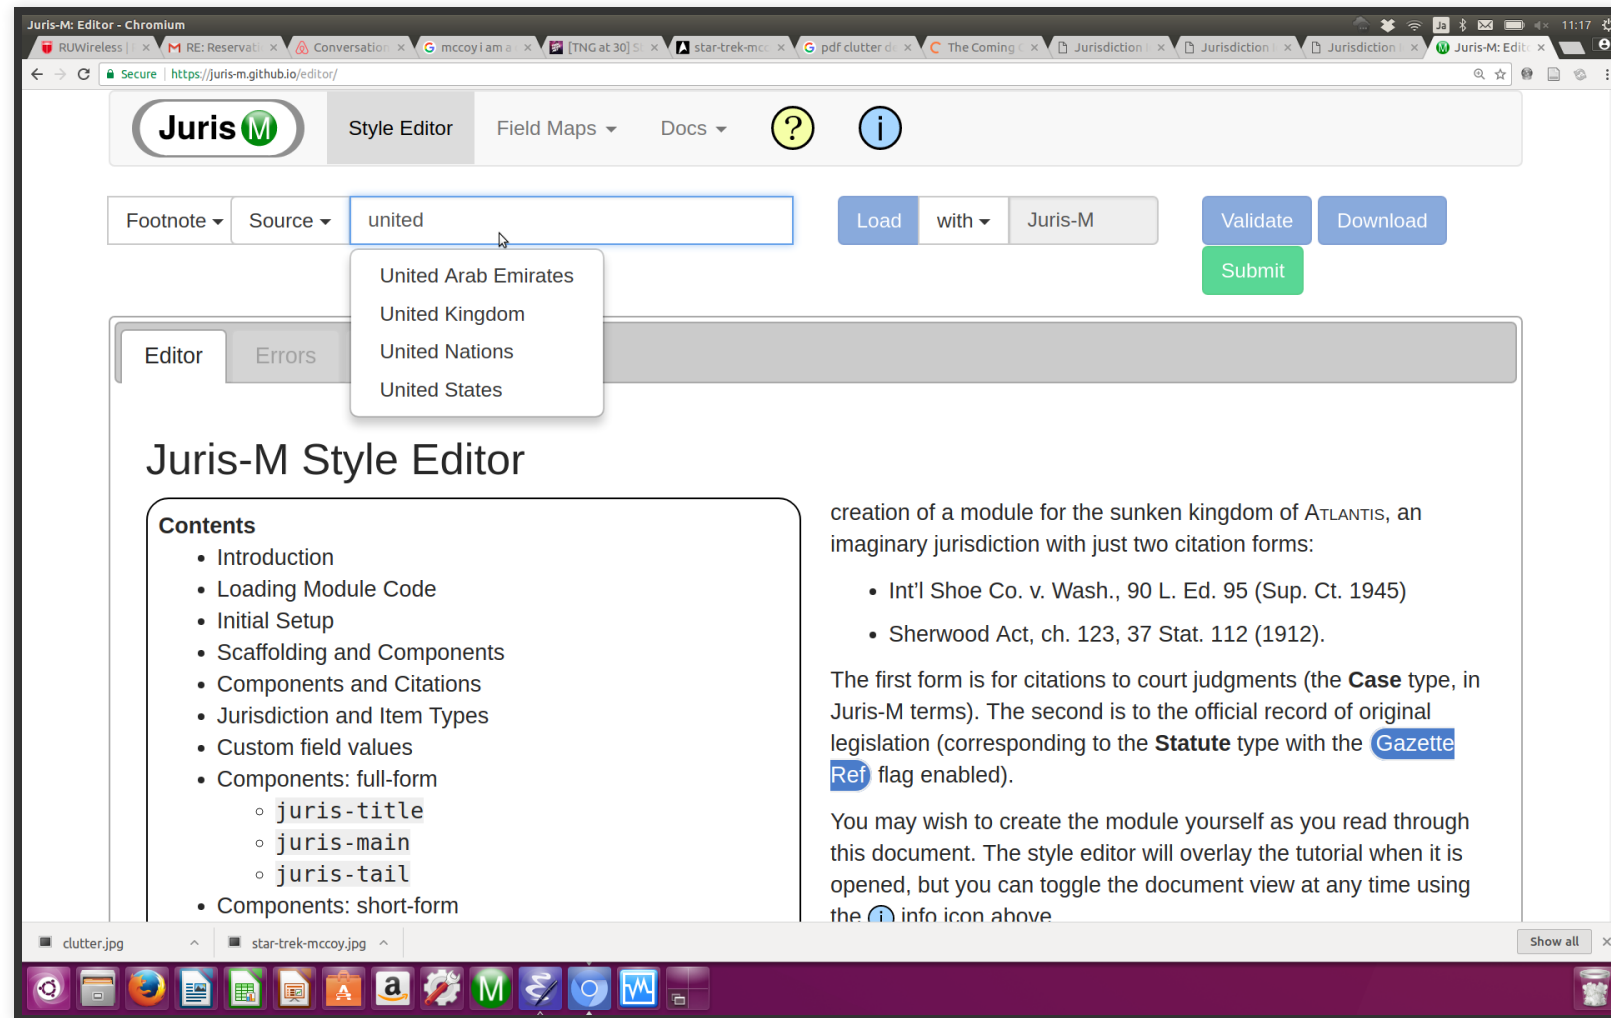 Juris-M: Editor - Chromium
Ja
11:17
RUWireless |
RE: Reservati
Conversation
mccoy i am a
[TNG at 30] S
star-trek-mcc
pdf clutter d
The Coming
Jurisdiction
Jurisdiction
Jurisdiction
Juris-M: Edit
Secure | https://juris-m.github.io/editor/
Juris M
Style Editor
Field Maps
Docs
?
i
Footnote
Source
united
Load
with
Juris-M
Validate
Download
Submit
United Arab Emirates
United Kingdom
United Nations
United States
Editor
Errors
Juris-M Style Editor
Contents
• Introduction
• Loading Module Code
• Initial Setup
• Scaffolding and Components
• Components and Citations
• Jurisdiction and Item Types
• Custom field values
• Components: full-form
◦ juris-title
◦ juris-main
◦ juris-tail
• Components: short-form
creation of a module for the sunken kingdom of ATLANTIS, an
imaginary jurisdiction with just two citation forms:
• Int’l Shoe Co. v. Wash., 90 L. Ed. 95 (Sup. Ct. 1945)
• Sherwood Act, ch. 123, 37 Stat. 112 (1912).
The first form is for citations to court judgments (the Case type, in
Juris-M terms). The second is to the official record of original
legislation (corresponding to the Statute type with the Gazette
Ref flag enabled).
You may wish to create the module yourself as you read through
this document. The style editor will overlay the tutorial when it is
opened, but you can toggle the document view at any time using
the i info icon above
clutter.jpg
star-trek-mccoy.jpg
Show all
A
a
M